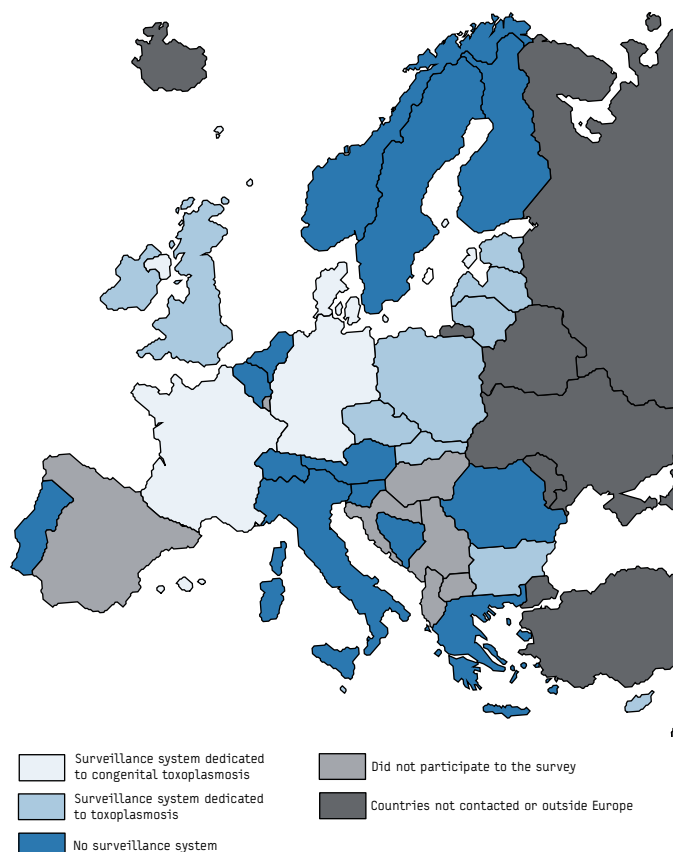 Surveillance system dedicated
to congenital toxoplasmosis
Surveillance system dedicated
to toxoplasmosis
No surveillance system
Did not participate to the survey
Countries not contacted or outside Europe